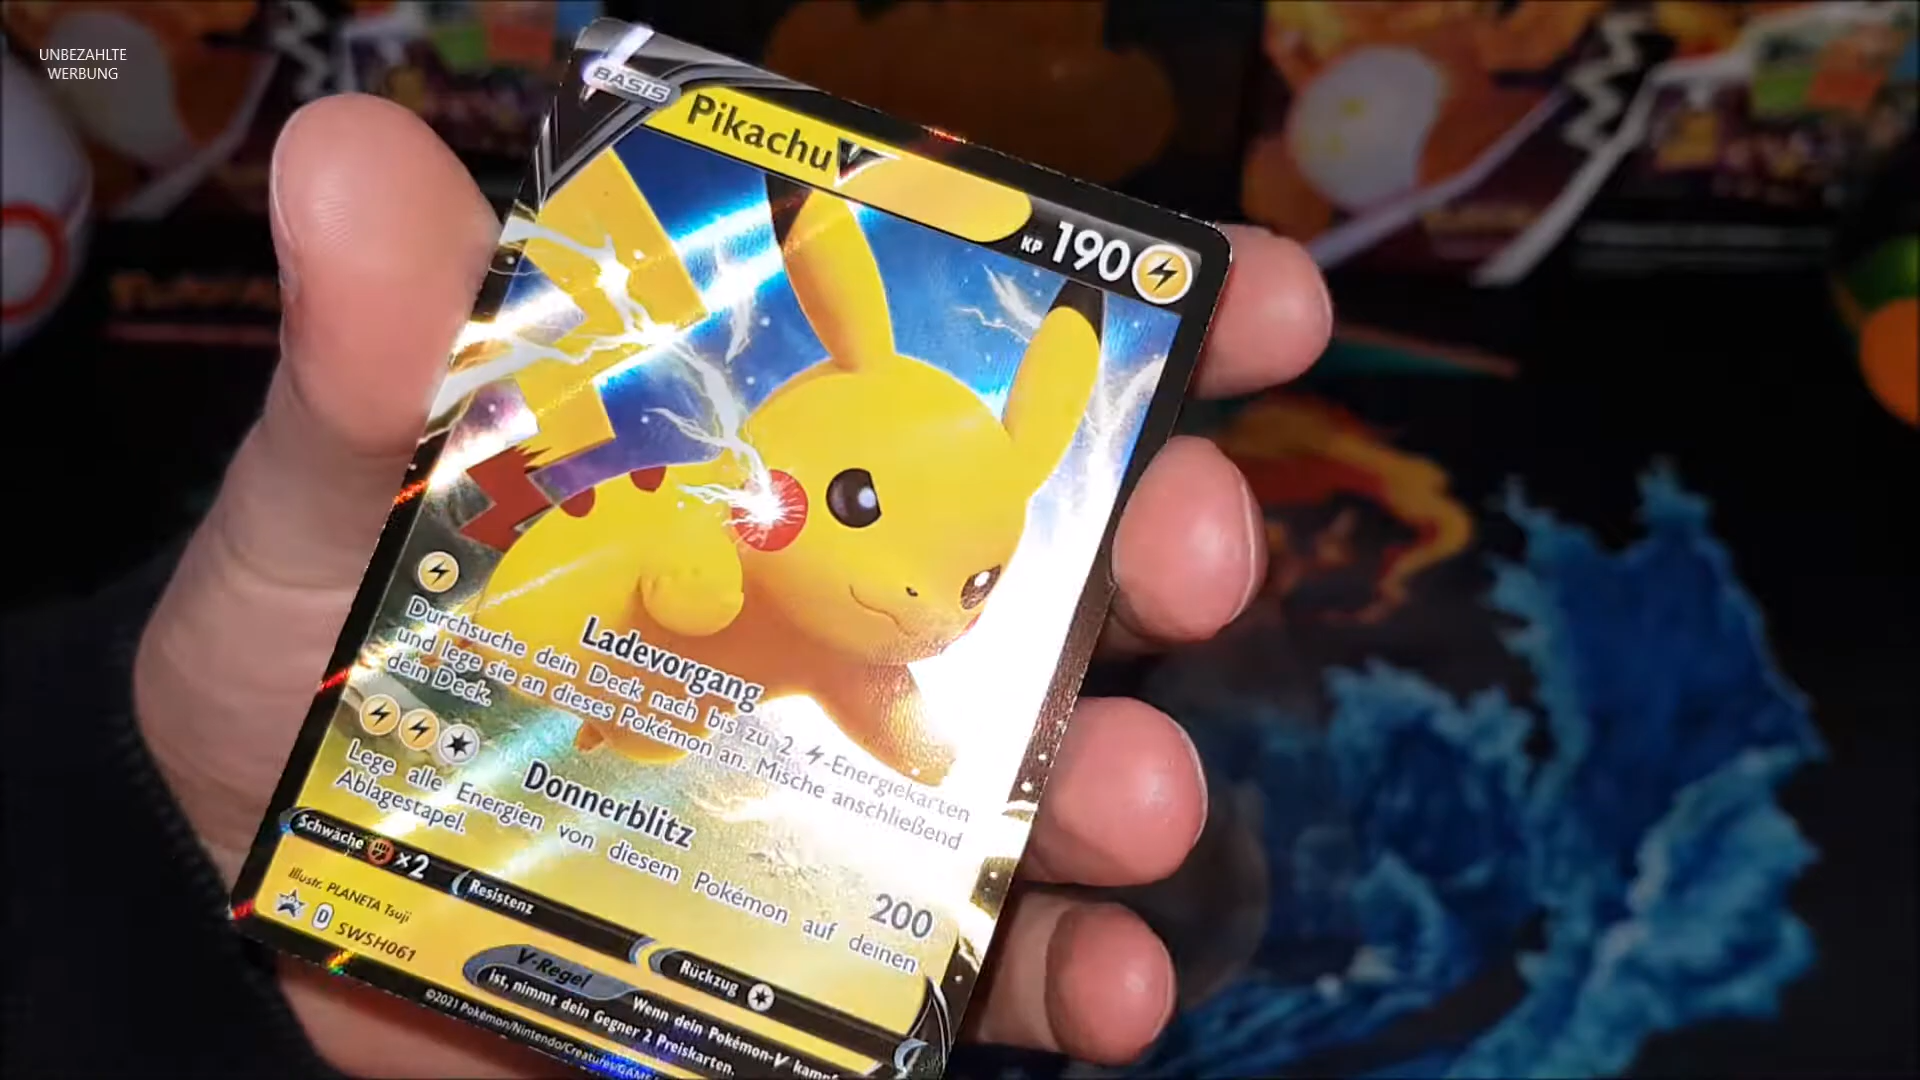 UNBEZAHLTE
WERBUNG
BASIS
Pikachu V
KP 190
Ladevorgang
Durchsuche dein Deck nach bis zu 2 -Energiekarten
und lege sie an dieses Pokémon an. Mische anschließend
dein Deck.
Donnerblitz
200
Lege alle Energien von diesem Pokémon auf deinen
Ablagestapel.
Schwäche ×2
Resistenz
Rückzug
Illustr. PLANETA Tsuji
D SWSH061
V-Regel
Wenn dein Pokémon-V
ist, nimmt dein Gegner 2 Preiskarten.
©2021 Pokémon/Nintendo/Creatures/GAME